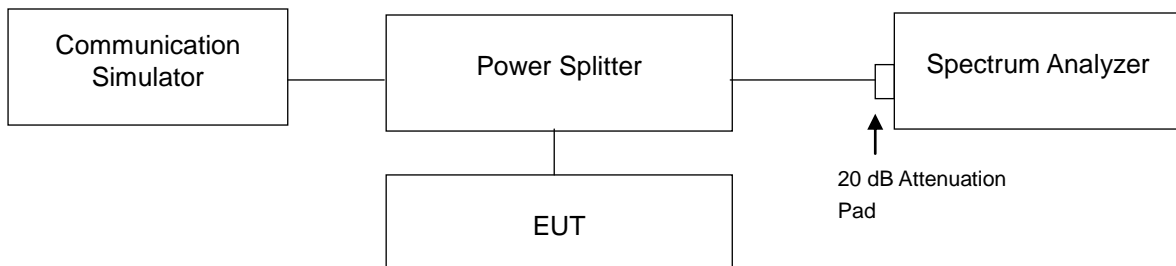 Communication
Simulator
Power Splitter
Spectrum Analyzer
20 dB Attenuation
Pad
EUT